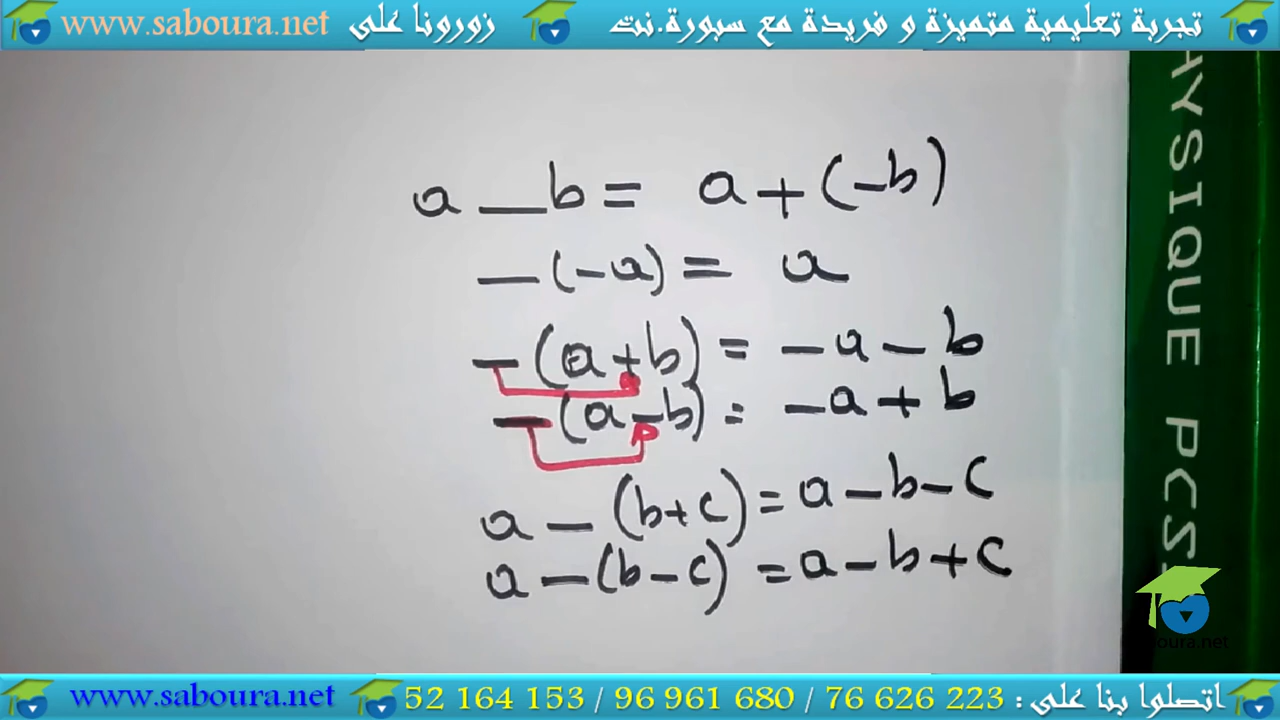 تجربة تعليمية متميزة و فريدة مع سبورة.نت زورونا على www.saboura.net
a - b = a + (-b)
- (-a) = a
- (a+b) = -a - b
- (a-b) = -a + b
a - (b+c) = a - b - c
a - (b-c) = a - b + c
HYSIQUE PCS
اتصلوا بنا على : 76 626 223 / 96 961 680 / 52 164 153 www.saboura.net